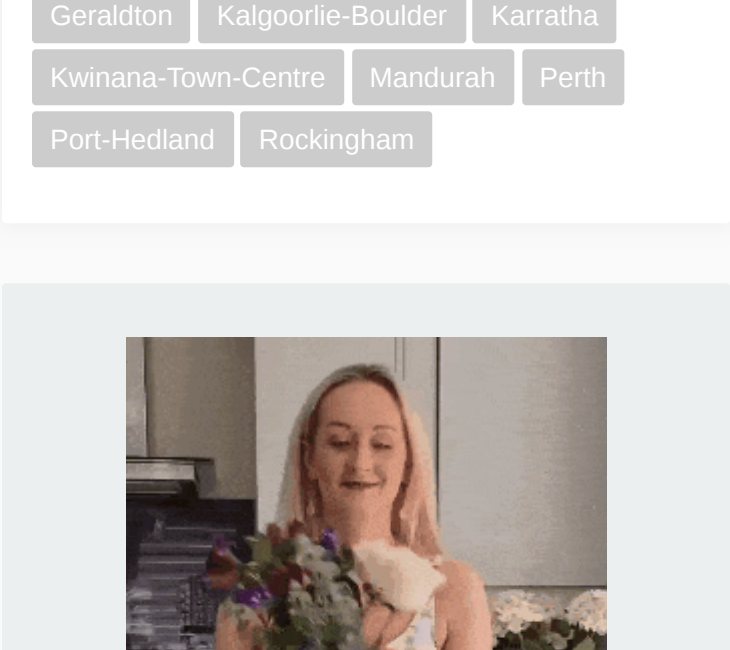 Geraldton Kalgoorlie-Boulder Karratha
Kwinana-Town-Centre Mandurah Perth
Port-Hedland Rockingham